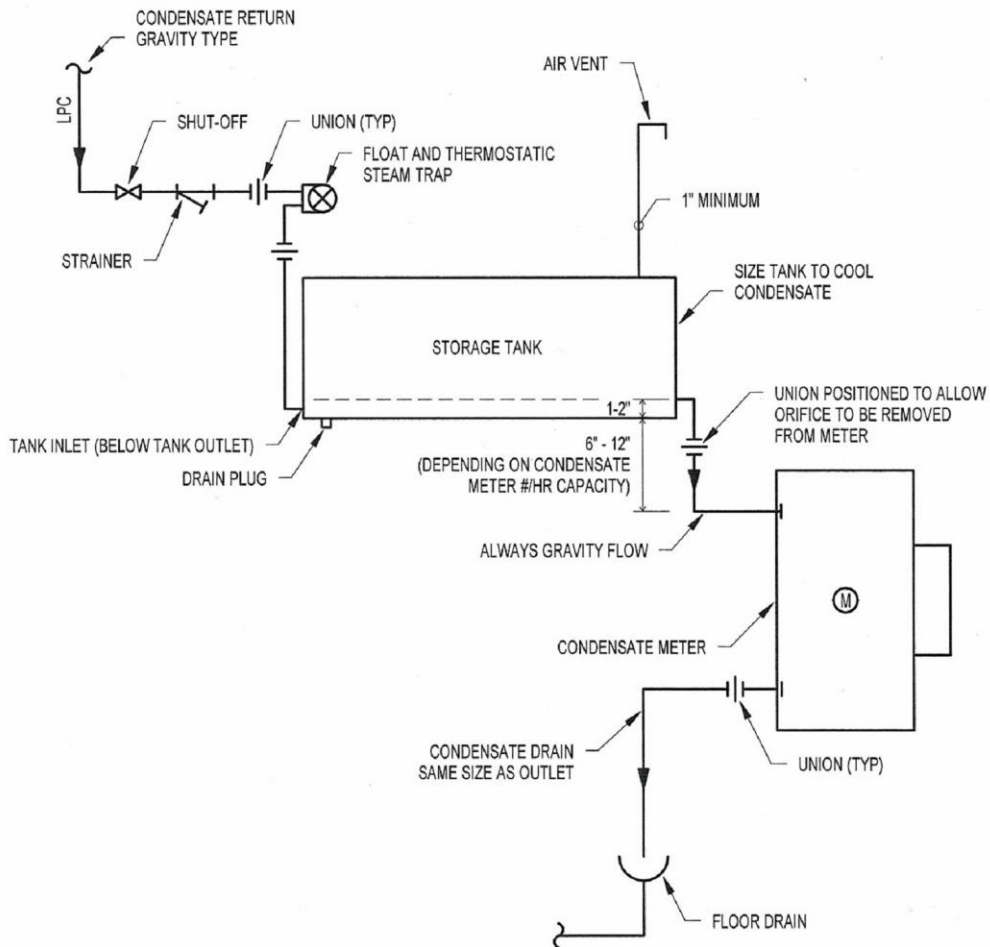 CONDENSATE RETURN
GRAVITY TYPE
LPC
SHUT-OFF
UNION (TYP)
FLOAT AND THERMOSTATIC
STEAM TRAP
STRAINER
AIR VENT
1" MINIMUM
SIZE TANK TO COOL
CONDENSATE
STORAGE TANK
1-2"
TANK INLET (BELOW TANK OUTLET)
DRAIN PLUG
6" - 12"
(DEPENDING ON CONDENSATE
METER #/HR CAPACITY)
UNION POSITIONED TO ALLOW
ORIFICE TO BE REMOVED
FROM METER
ALWAYS GRAVITY FLOW
M
CONDENSATE METER
CONDENSATE DRAIN
SAME SIZE AS OUTLET
UNION (TYP)
FLOOR DRAIN